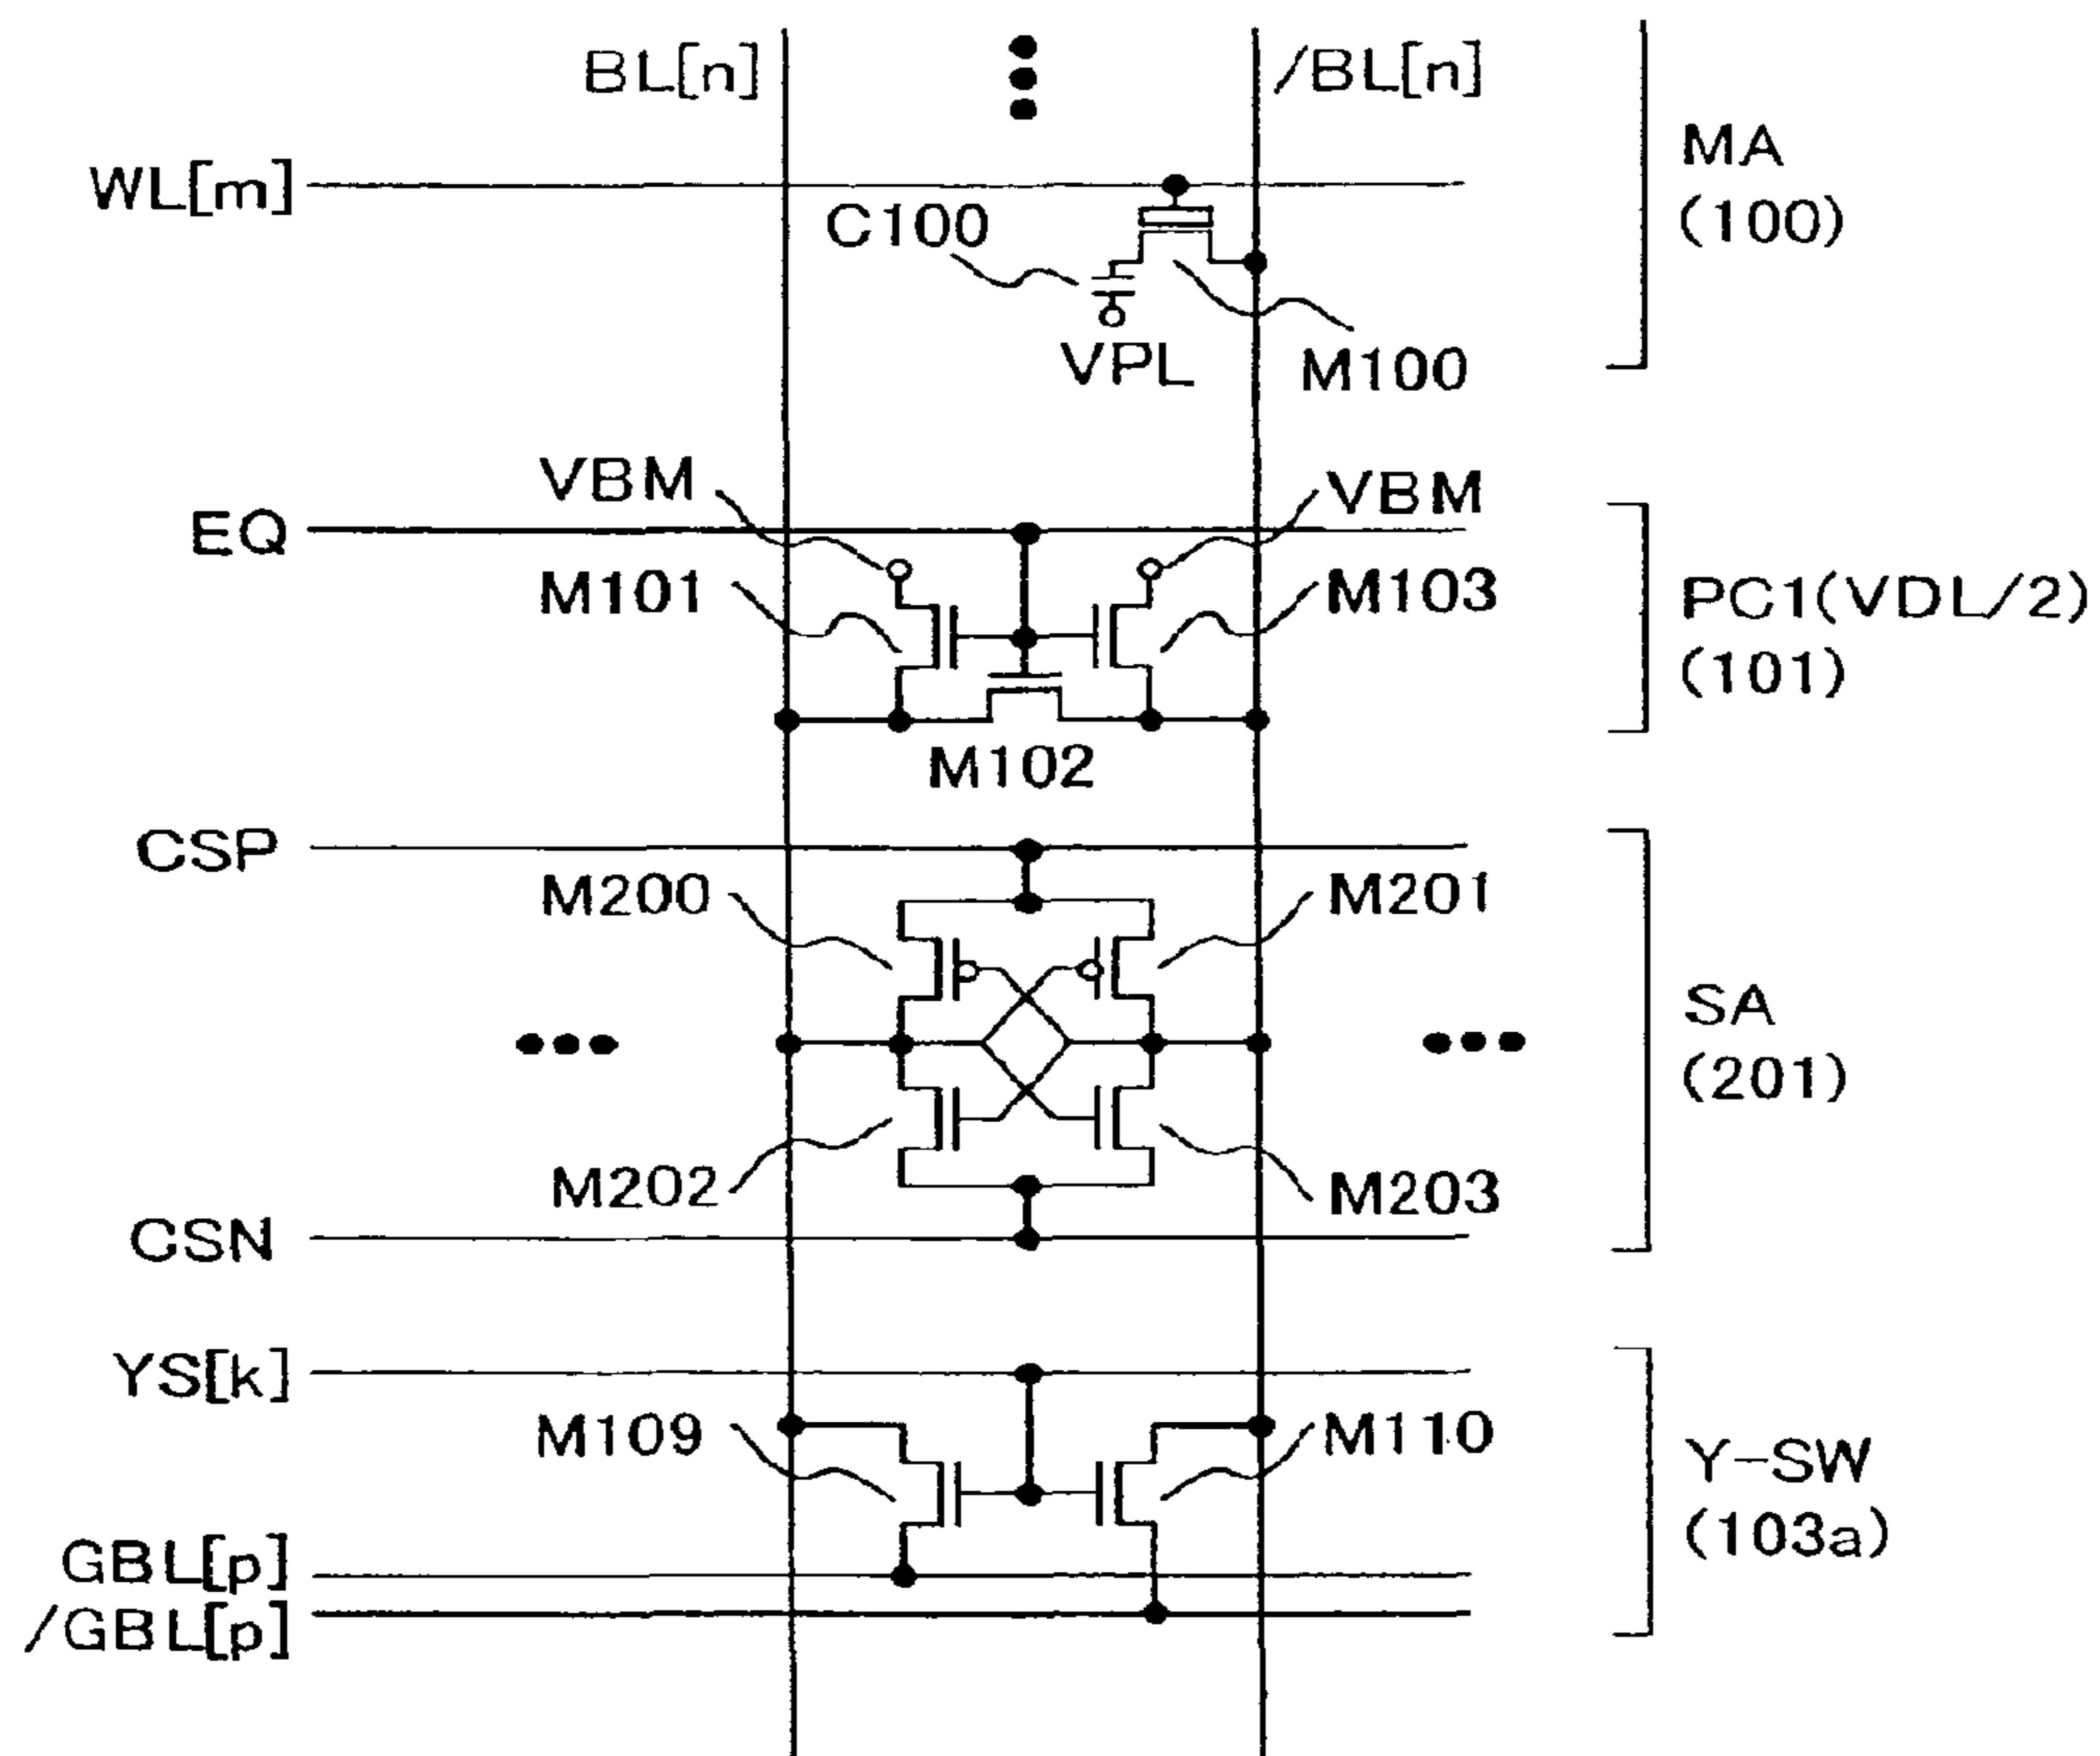 BL[n]
/BL[n]
WL[m]
C100
VPL
M100
MA
(100)
VBM
VBM
EQ
M101
M103
M102
PC1(VDL/2)
(101)
CSP
M200
M201
M202
M203
CSN
SA
(201)
YS[k]
M109
M110
GBL[p]
/GBL[p]
Y-SW
(103a)